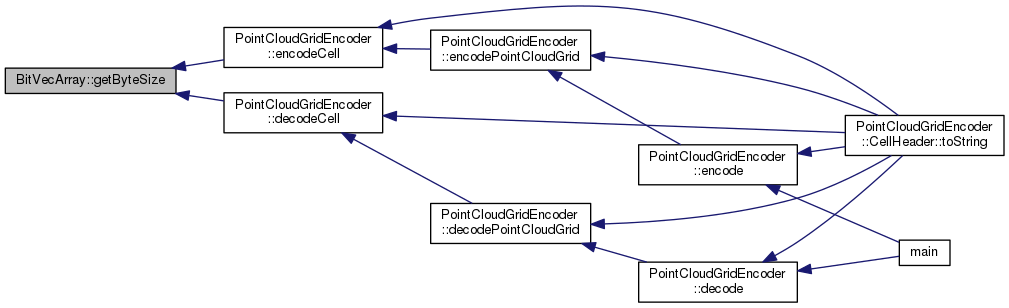 BitVecArray::getByteSize
PointCloudGridEncoder
::encodeCell
PointCloudGridEncoder
::decodeCell
PointCloudGridEncoder
::encodePointCloudGrid
PointCloudGridEncoder
::decodePointCloudGrid
PointCloudGridEncoder
::encode
PointCloudGridEncoder
::decode
PointCloudGridEncoder
::CellHeader::toString
main